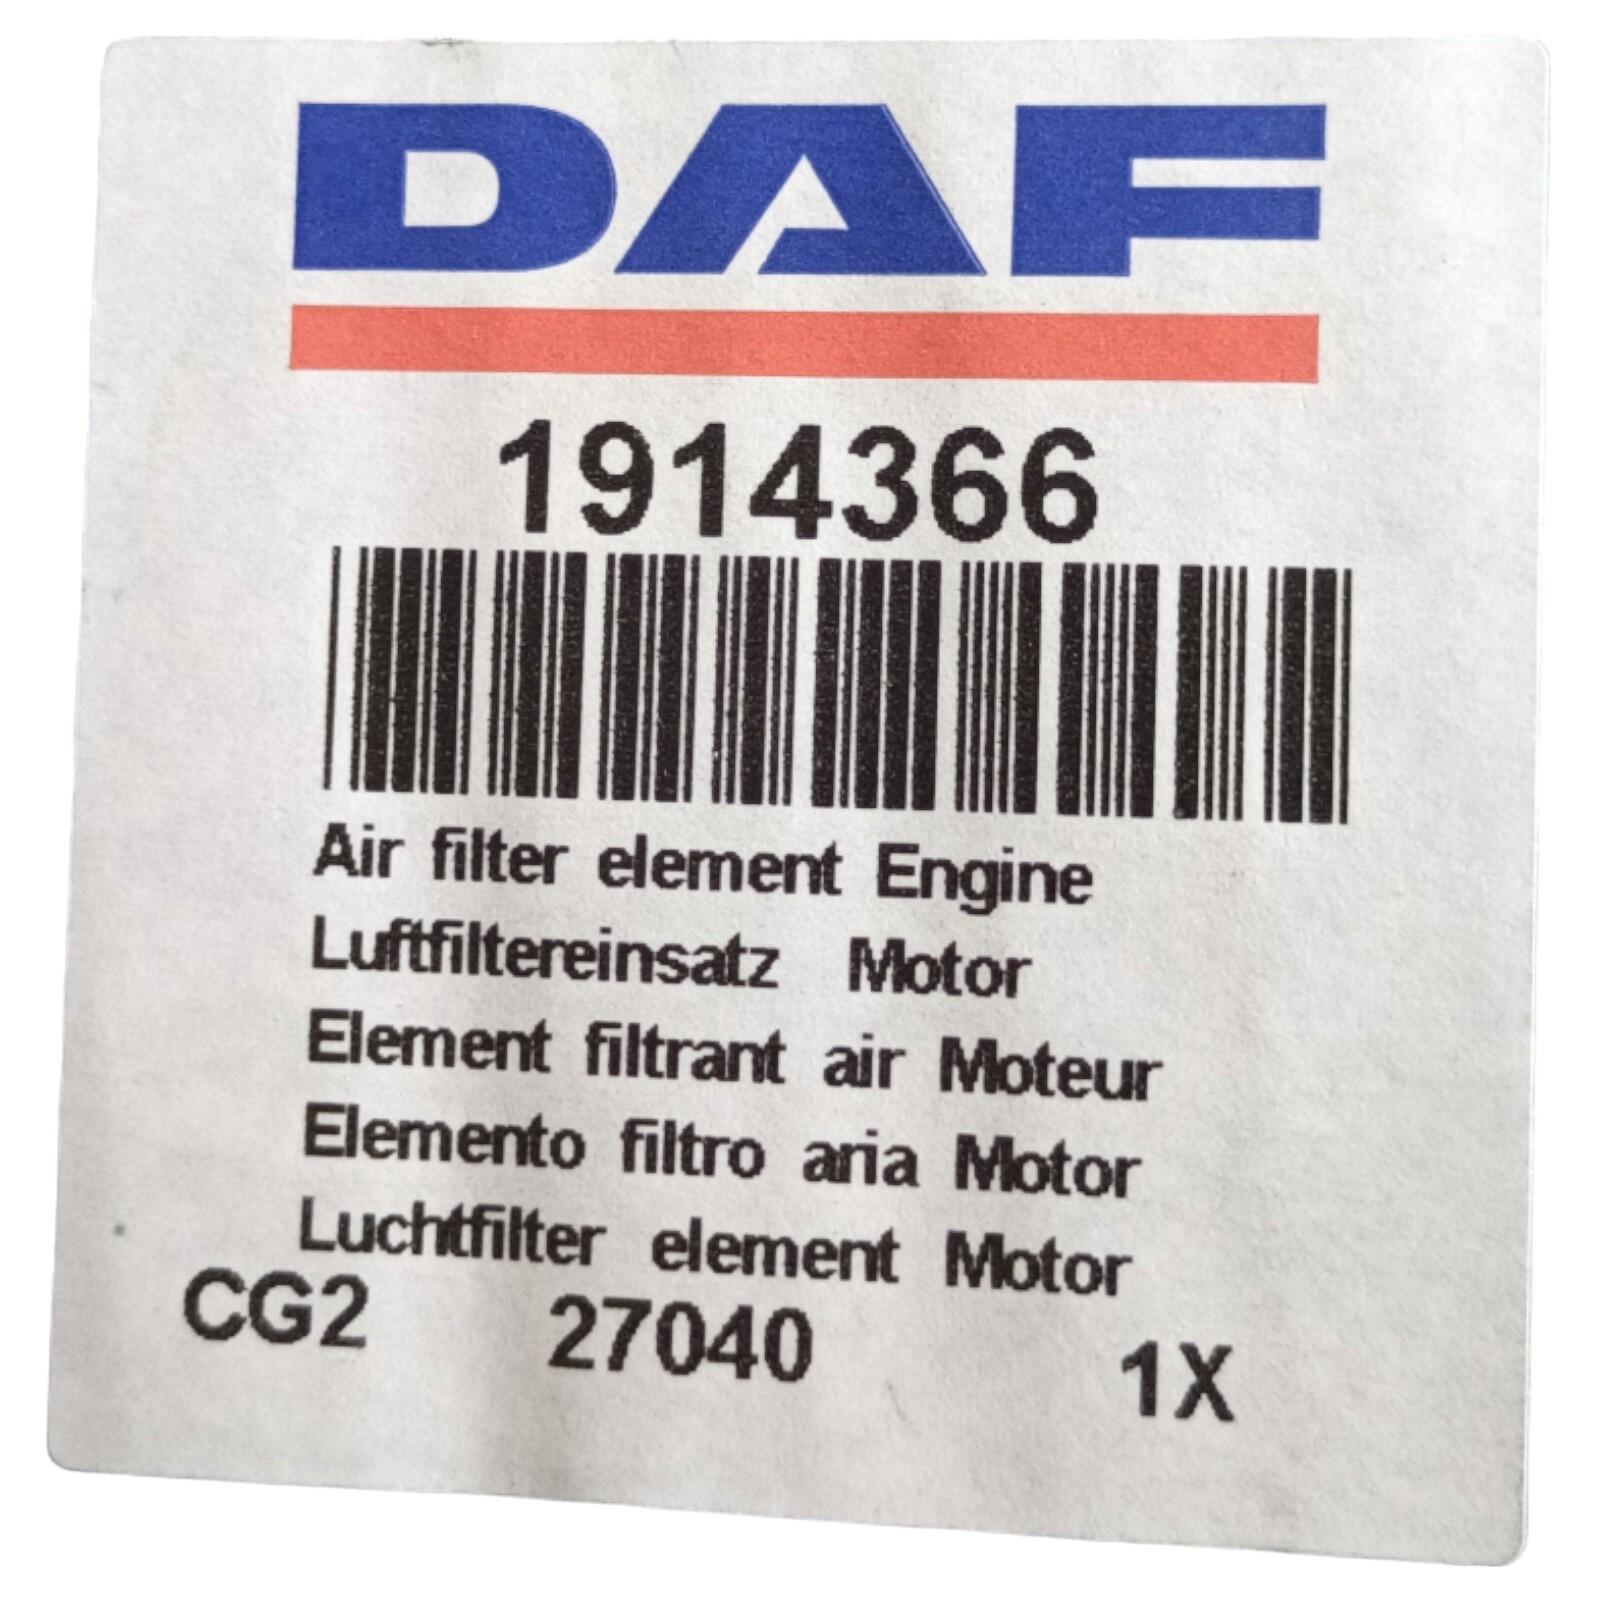 DAF
1914366
Air filter element Engine
Luftfiltereinsatz Motor
Element filtrant air Moteur
Elemento filtro aria Motor
Luchtfilter element Motor
CG2 27040 1X